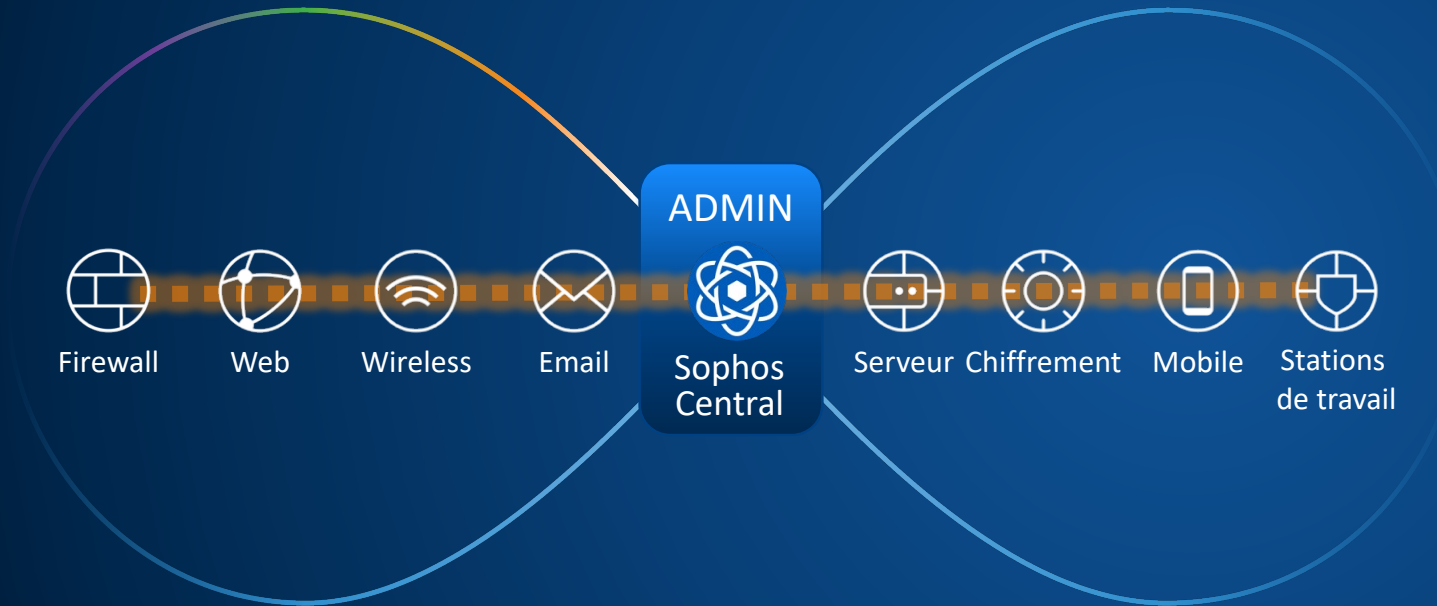 ADMIN
Firewall
Web
Wireless
Email
Sophos
Central
Serveur
Chiffrement
Mobile
Stations
de travail